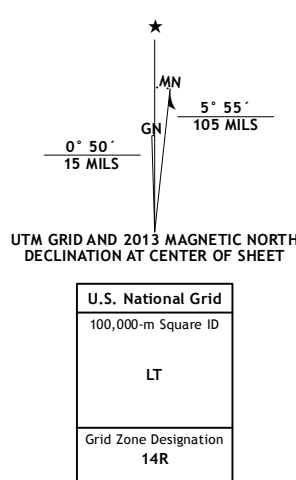 ★
MN
5° 55´
105 MILS
GN
0° 50´
15 MILS
UTM GRID AND 2013 MAGNETIC NORTH
DECLINATION AT CENTER OF SHEET
U.S. National Grid
100,000-m Square ID
LT
Grid Zone Designation
14R